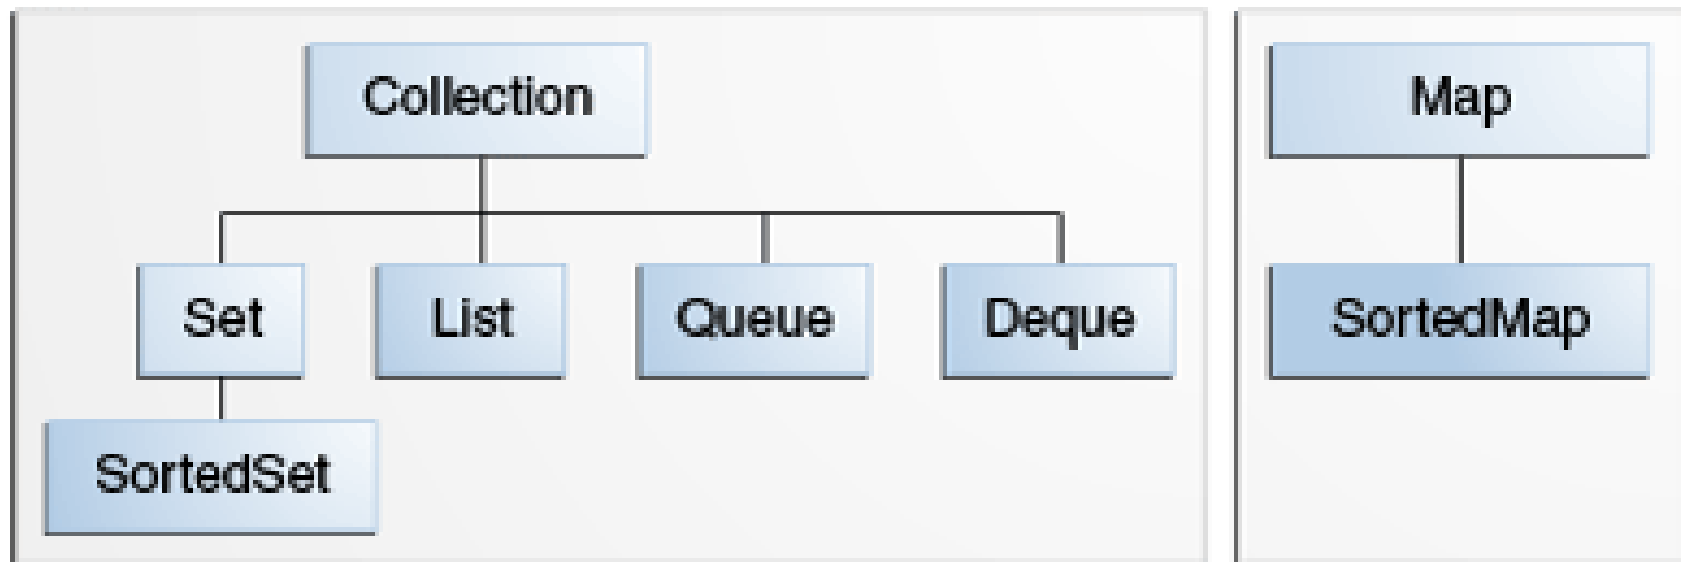 Collection
Map
Set
List
Queue
Deque
SortedMap
SortedSet